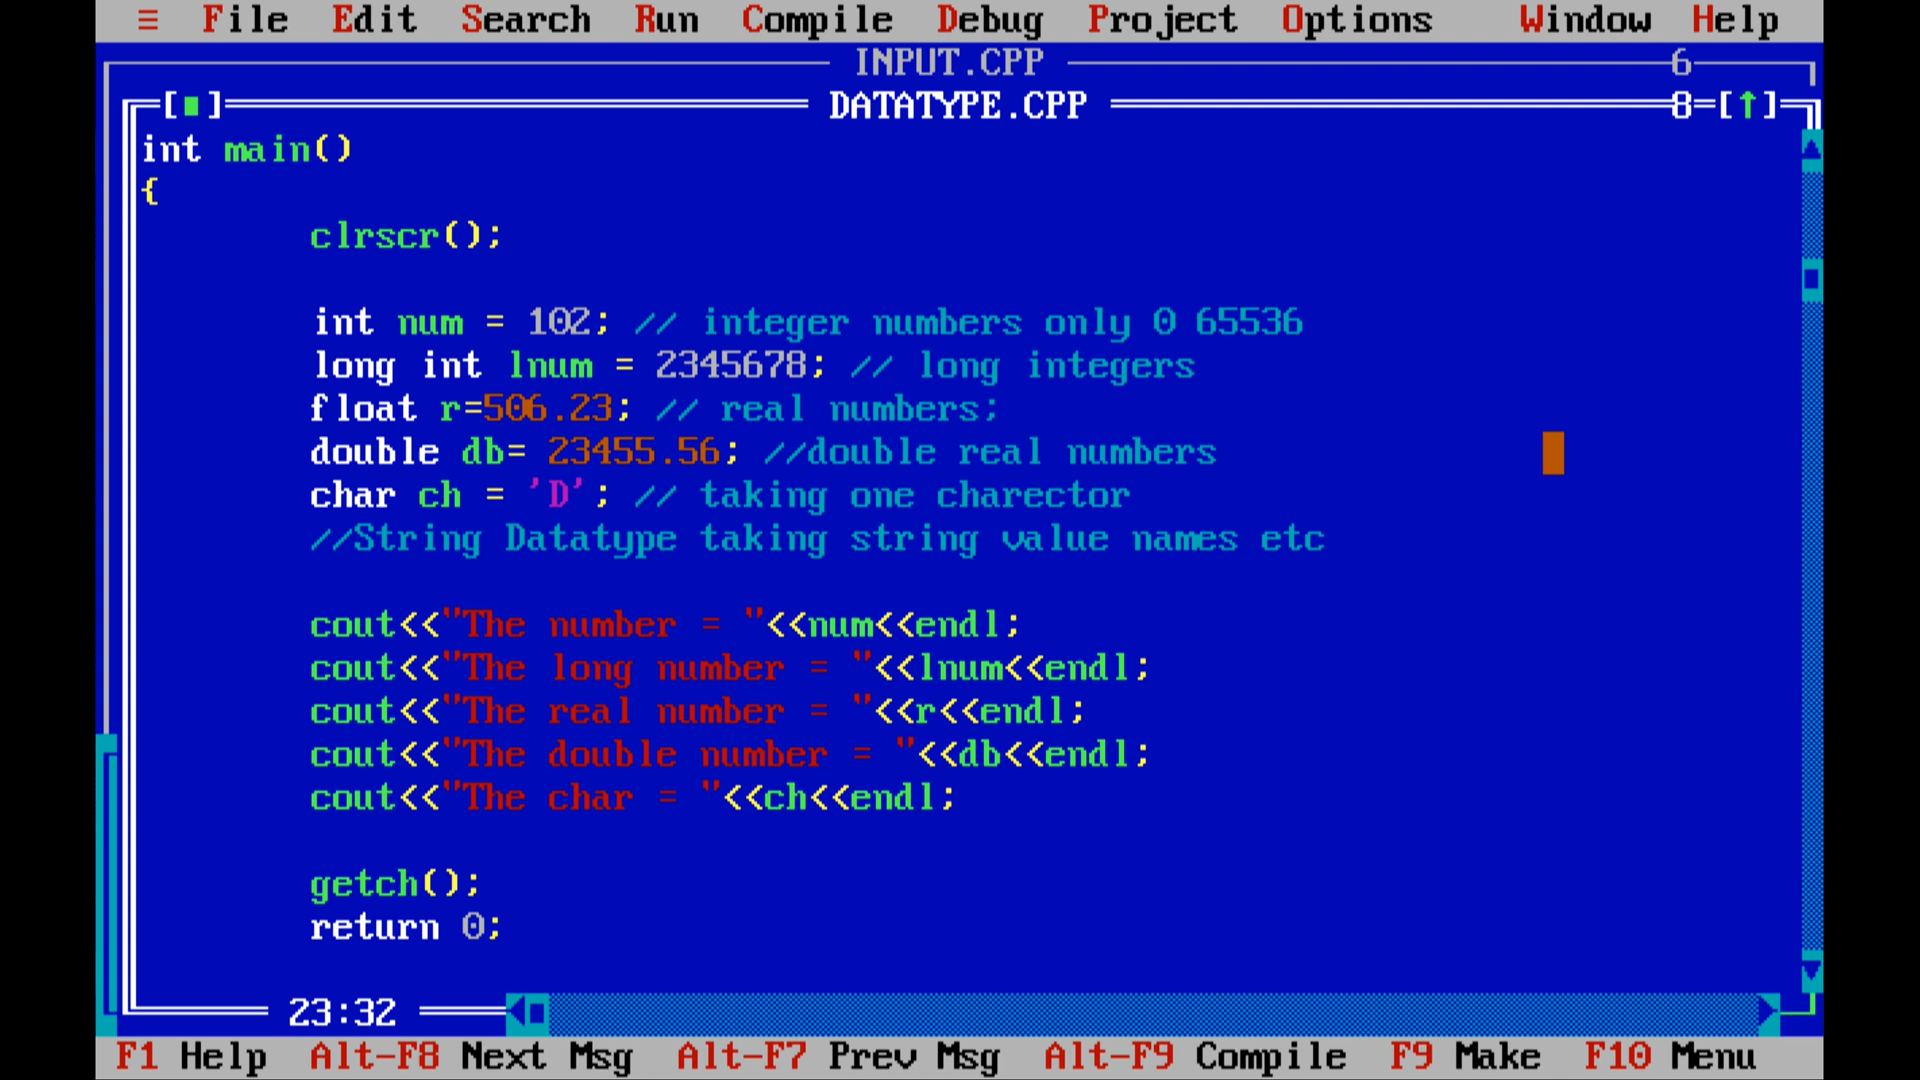 ≡ File Edit Search Run Compile Debug Project Options Window Help
INPUT.CPP 6
[■] DATATYPE.CPP 8=[↑]
int main()
{
clrscr();
int num = 102; // integer numbers only 0 65536
long int lnum = 2345678; // long integers
float r=506.23; // real numbers;
double db= 23455.56; //double real numbers
char ch = 'D'; // taking one charector
//String Datatype taking string value names etc
cout<<"The number = "<<num<<endl;
cout<<"The long number = "<<lnum<<endl;
cout<<"The real number = "<<r<<endl;
cout<<"The double number = "<<db<<endl;
cout<<"The char = "<<ch<<endl;
getch();
return 0;
23:32
F1 Help Alt-F8 Next Msg Alt-F7 Prev Msg Alt-F9 Compile F9 Make F10 Menu